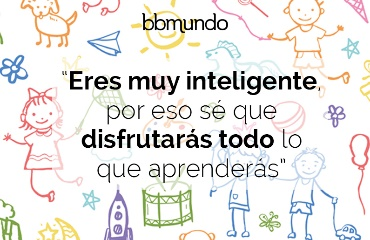 bbmundo
“Eres muy inteligente,
por eso sé que
disfrutarás todo lo
que aprenderás”